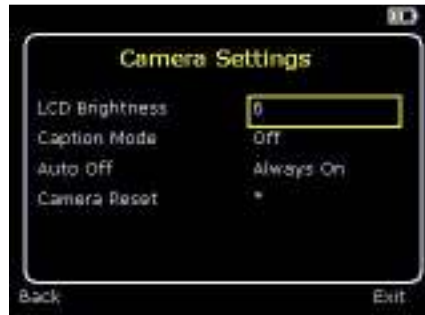 Camera Settings
LCD Brightness 6
Caption Mode Off
Auto Off Always On
Camera Reset *
Back Exit